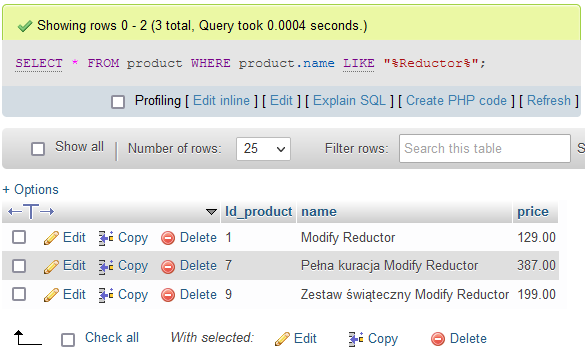 Showing rows 0 - 2 (3 total, Query took 0.0004 seconds.)
SELECT * FROM product WHERE product.name LIKE "%Reductor%";
Profiling [ Edit inline ] [ Edit ] [ Explain SQL ] [ Create PHP code ] [ Refresh ]
Show all Number of rows: 25 Filter rows: Search this table S
+ Options
Id_product name price
Edit Copy Delete 1 Modify Reductor 129.00
Edit Copy Delete 7 Pełna kuracja Modify Reductor 387.00
Edit Copy Delete 9 Zestaw świąteczny Modify Reductor 199.00
Check all With selected: Edit Copy Delete